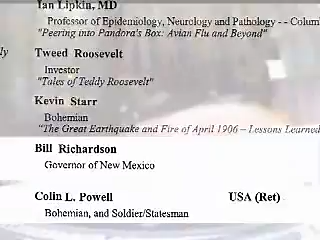 Ian Lipkin, MD
Professor of Epidemiology, Neurology and Pathology - - Colum
"Peering into Pandora's Box: Avian Flu and Beyond"
ly Tweed Roosevelt
Investor
"Tales of Teddy Roosevelt"
Kevin Starr
Bohemian
"The Great Earthquake and Fire of April 1906 – Lessons Learned
Bill Richardson
Governor of New Mexico
Colin L. Powell USA (Ret)
Bohemian, and Soldier/Statesman